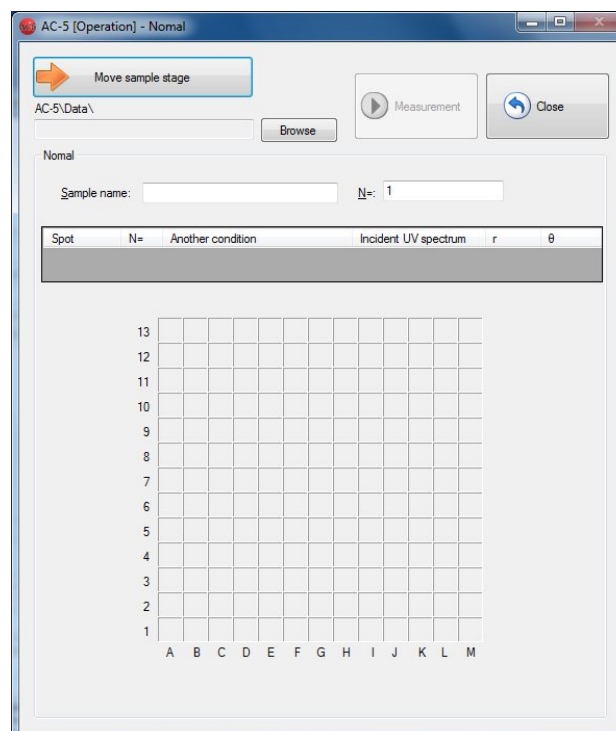 AC-5 [Operation] - Nomal
Move sample stage
AC-5\Data\
Browse
Measurement
Close
Nomal
Sample name:
N=: 1
Spot N= Another condition Incident UV spectrum r θ
13
12
11
10
9
8
7
6
5
4
3
2
1
A B C D E F G H I J K L M